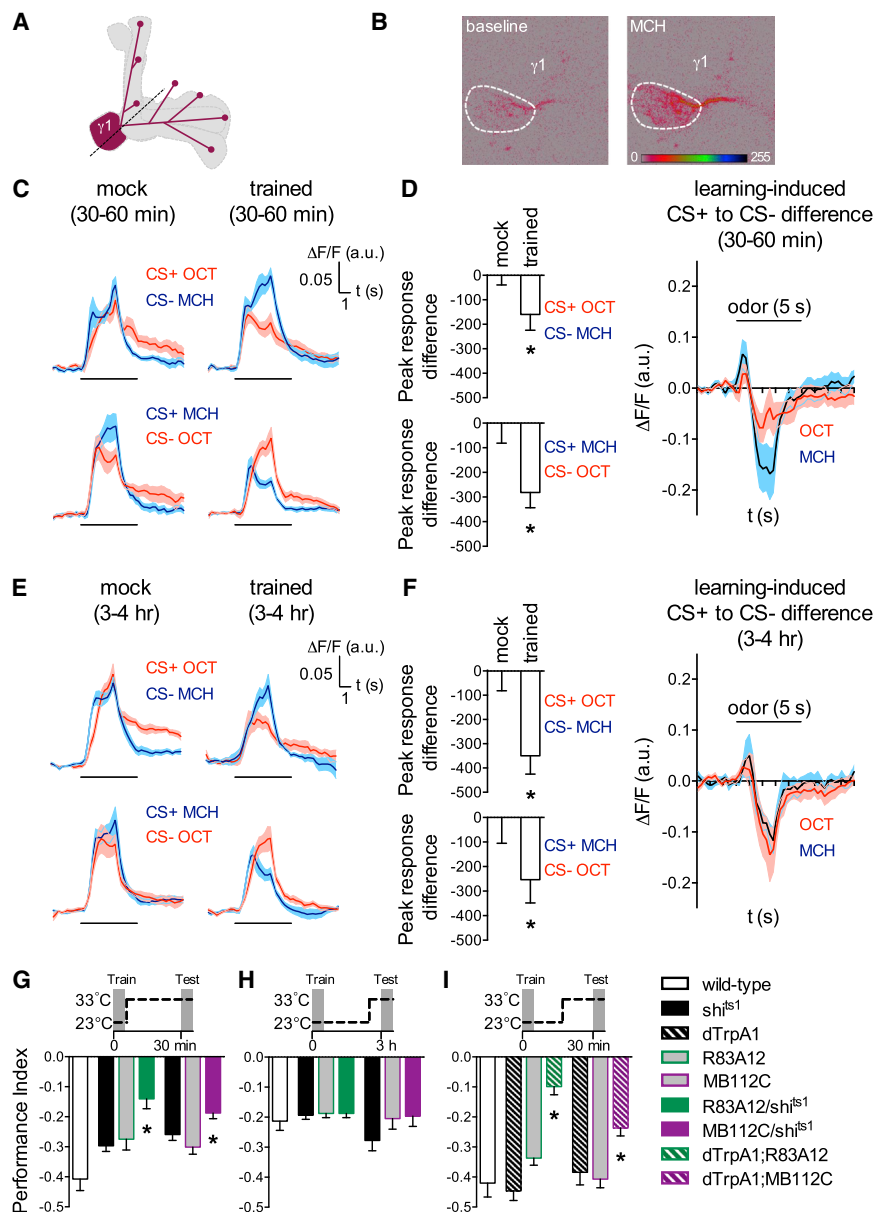 A
γ1
B
baseline
γ1
MCH
γ1
0
255
C
mock
(30-60 min)
trained
(30-60 min)
CS+ OCT
CS- MCH
ΔF/F (a.u.)
0.05
t (s)
1
CS+ MCH
CS- OCT
D
mock
trained
0
-100
-200
-300
-400
-500
Peak response
difference
CS+ OCT
CS- MCH
*
0
-100
-200
-300
-400
-500
Peak response
difference
CS+ MCH
CS- OCT
*
learning-induced
CS+ to CS- difference
(30-60 min)
0.2
0.1
0.0
-0.1
-0.2
ΔF/F (a.u.)
odor (5 s)
OCT
MCH
t (s)
E
mock
(3-4 hr)
trained
(3-4 hr)
CS+ OCT
CS- MCH
ΔF/F (a.u.)
0.05
t (s)
1
CS+ MCH
CS- OCT
F
mock
trained
0
-100
-200
-300
-400
-500
Peak response
difference
CS+ OCT
CS- MCH
*
0
-100
-200
-300
-400
-500
Peak response
difference
CS+ MCH
CS- OCT
*
learning-induced
CS+ to CS- difference
(3-4 hr)
0.2
0.1
0.0
-0.1
-0.2
ΔF/F (a.u.)
odor (5 s)
OCT
MCH
t (s)
G
Train
Test
33°C
23°C
0
30 min
0.0
-0.1
-0.2
-0.3
-0.4
-0.5
Performance Index
*
*
H
Train
Test
33°C
23°C
0
3 h
0.0
-0.1
-0.2
-0.3
-0.4
-0.5
I
Train
Test
33°C
23°C
0
30 min
0.0
-0.1
-0.2
-0.3
-0.4
-0.5
*
*
wild-type
shi^ts1
dTrpA1
R83A12
MB112C
R83A12/shi^ts1
MB112C/shi^ts1
dTrpA1;R83A12
dTrpA1;MB112C